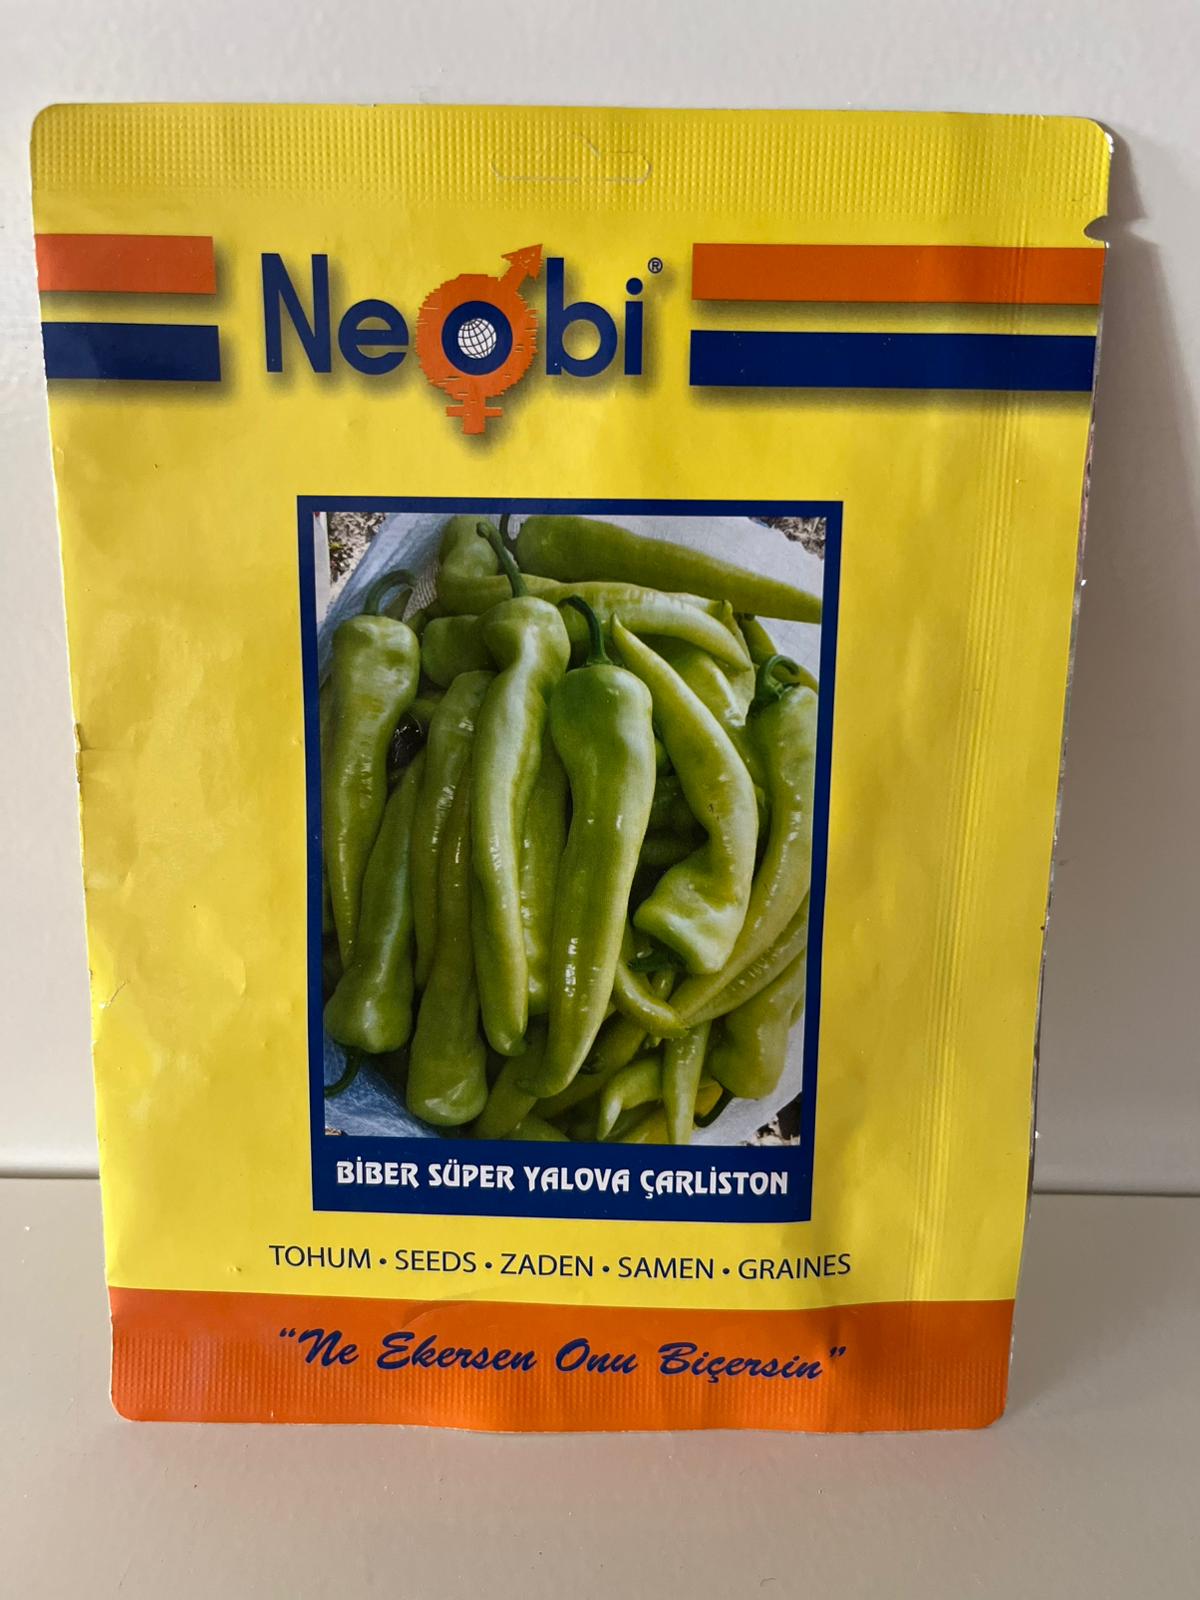 Neobi®
BİBER SÜPER YALOVA ÇARLİSTON
TOHUM • SEEDS • ZADEN • SAMEN • GRAINES
"Ne Ekersen Onu Biçersin"